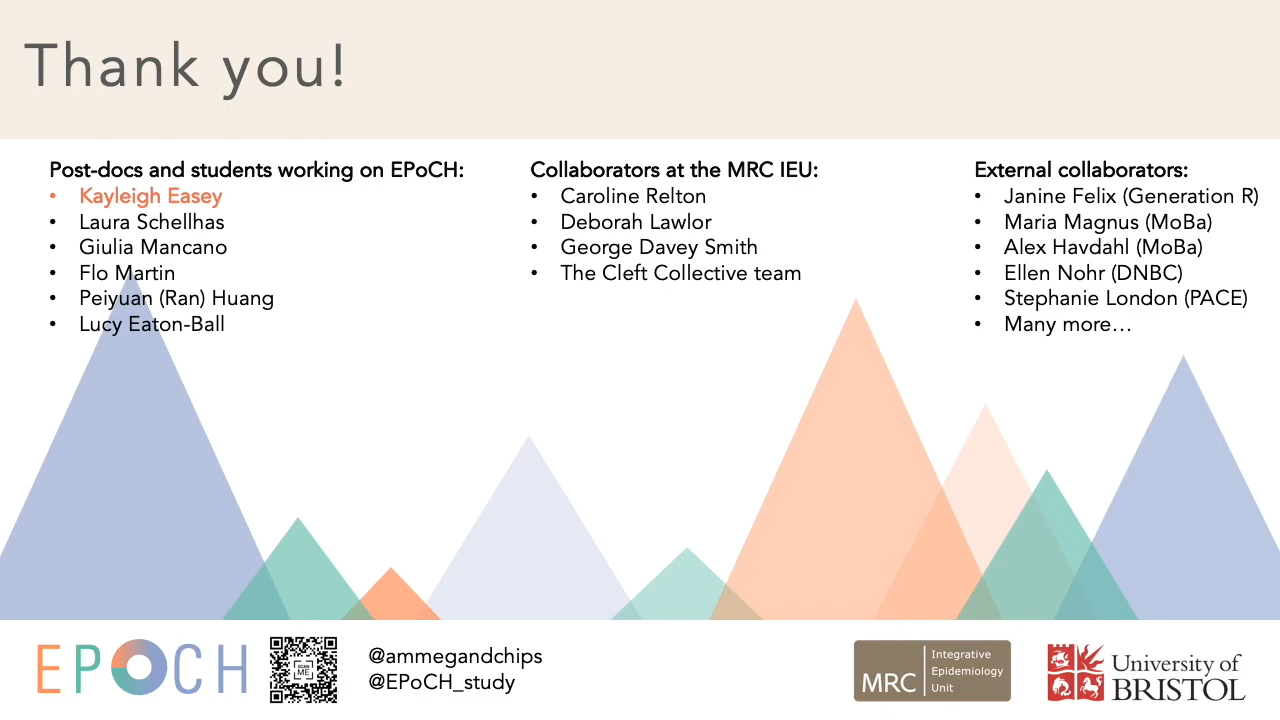 Thank you!
Post-docs and students working on EPoCH:
• Kayleigh Easey
• Laura Schellhas
• Giulia Mancano
• Flo Martin
• Peiyuan (Ran) Huang
• Lucy Eaton-Ball
Collaborators at the MRC IEU:
• Caroline Relton
• Deborah Lawlor
• George Davey Smith
• The Cleft Collective team
External collaborators:
• Janine Felix (Generation R)
• Maria Magnus (MoBa)
• Alex Havdahl (MoBa)
• Ellen Nohr (DNBC)
• Stephanie London (PACE)
• Many more…
EPOCH
SCAN
ME
@ammegandchips
@EPoCH_study
MRC
Integrative
Epidemiology
Unit
University of
BRISTOL